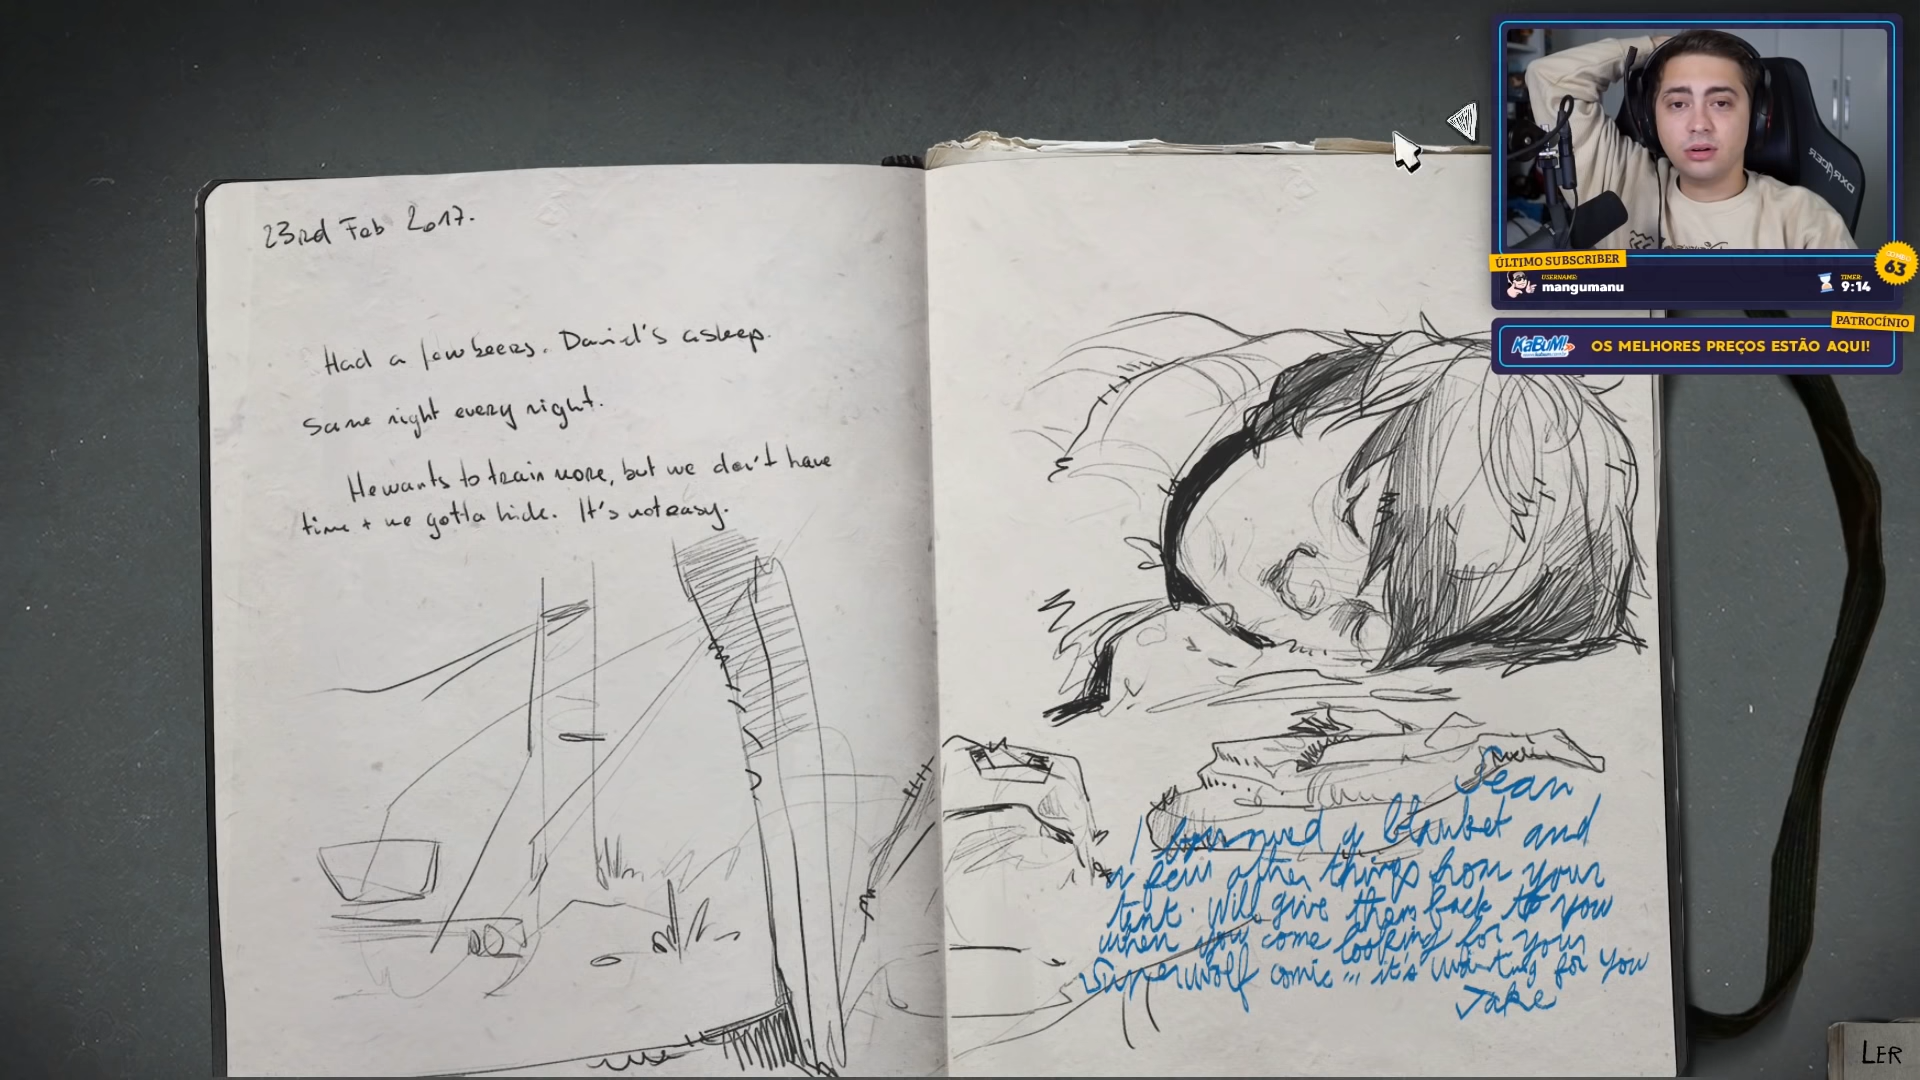 23rd Feb 2017.
Had a few beers. Daniel's asleep.
Same night every night.
He wants to train more, but we don't have
time + we gotta hide. It's not easy.
Sean
I borrowed a blanket and
a few other things from your
tent. Will give them back to you
when you come looking for your
Superwolf comic... it's waiting for you
Jake
DXRACER
ÚLTIMO SUBSCRIBER
USERNAME:
mangumanu
TIMER:
9:14
63
PATROCÍNIO
KaBuM!
OS MELHORES PREÇOS ESTÃO AQUI!
LER